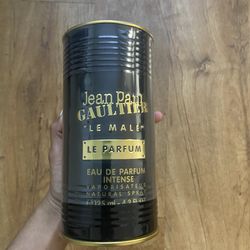 Jean Paul
GAULTIER
"LE MALE"
LE PARFUM
EAU DE PARFUM
INTENSE
VAPORISATEUR
NATURAL SPRAY
125 ml - 4.2 FL.OZ